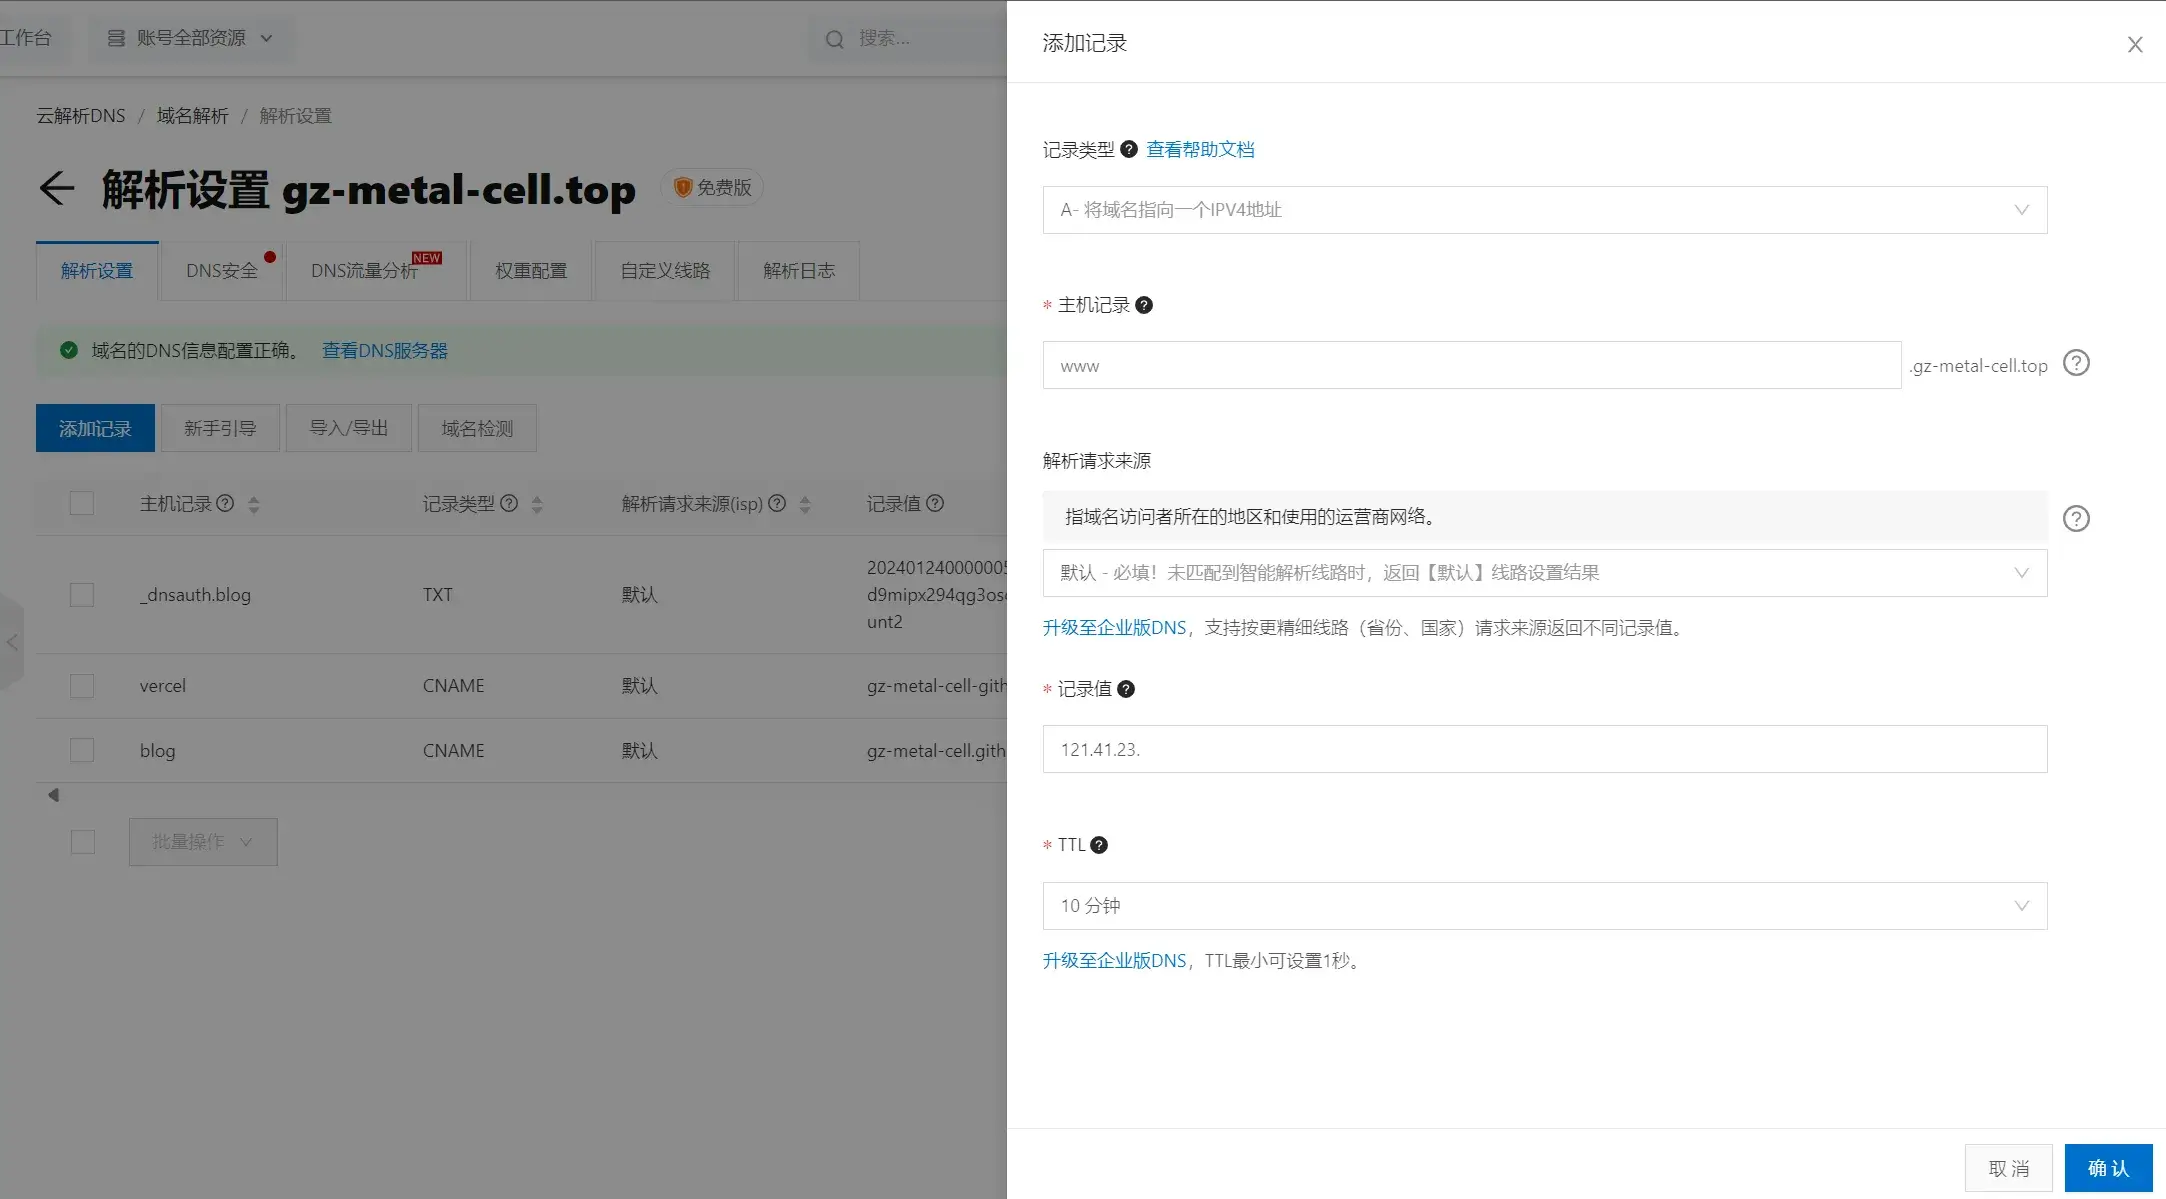 工作台
账号全部资源
搜索...
云解析DNS / 域名解析 / 解析设置
解析设置 gz-metal-cell.top
免费版
解析设置
DNS安全
DNS流量分析
NEW
权重配置
自定义线路
解析日志
域名的DNS信息配置正确。 查看DNS服务器
添加记录
新手引导
导入/导出
域名检测
主机记录 记录类型 解析请求来源(isp) 记录值
_dnsauth.blog TXT 默认
202401240000005
d9mipx294qg3os
unt2
vercel CNAME 默认 gz-metal-cell-gith
blog CNAME 默认 gz-metal-cell.gith
批量操作
添加记录
记录类型 查看帮助文档
A- 将域名指向一个IPV4地址
* 主机记录
www
.gz-metal-cell.top
解析请求来源
指域名访问者所在的地区和使用的运营商网络。
默认 - 必填！未匹配到智能解析线路时，返回【默认】线路设置结果
升级至企业版DNS，支持按更精细线路（省份、国家）请求来源返回不同记录值。
* 记录值
121.41.23.
* TTL
10 分钟
升级至企业版DNS，TTL最小可设置1秒。
取 消
确 认